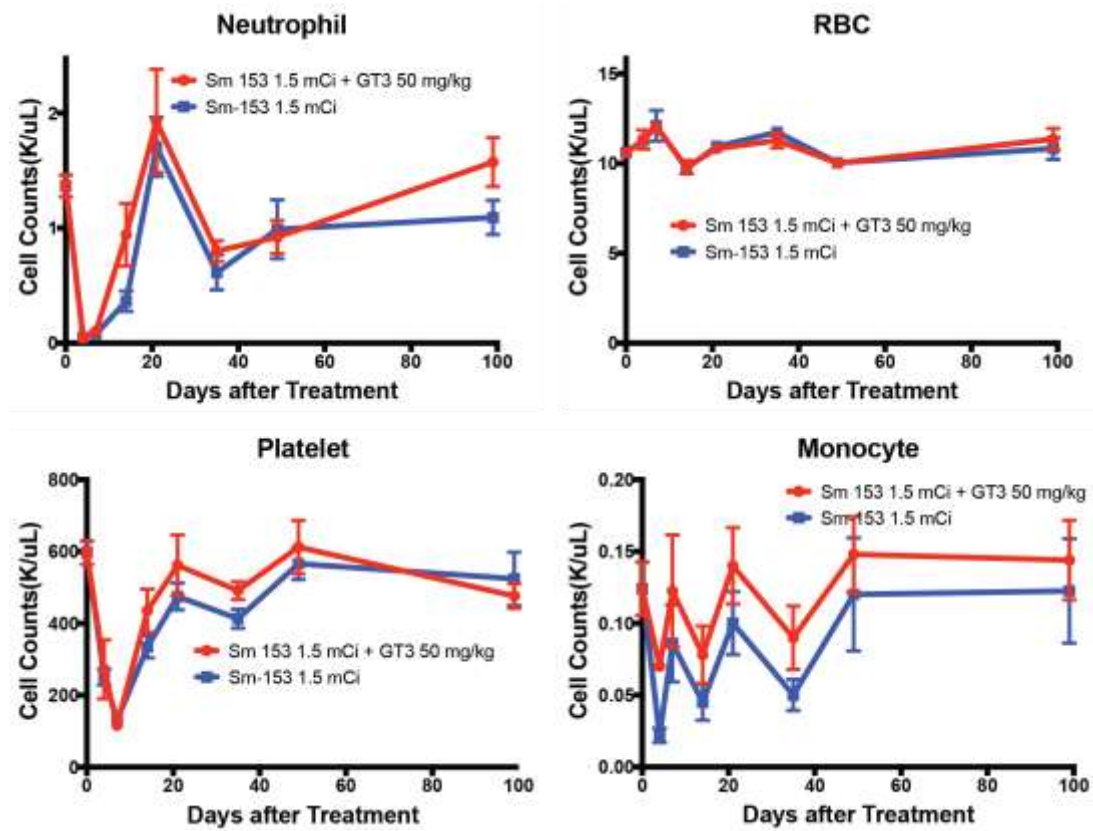 Neutrophil
Sm 153 1.5 mCi + GT3 50 mg/kg
Sm-153 1.5 mCi
Cell Counts(K/uL)
2
1
0
0 20 40 60 80 100
Days after Treatment
RBC
Cell Counts(K/uL)
15
10
5
0
Sm 153 1.5 mCi + GT3 50 mg/kg
Sm-153 1.5 mCi
0 20 40 60 80 100
Days after Treatment
Platelet
Cell Counts(K/uL)
800
600
400
200
0
Sm 153 1.5 mCi + GT3 50 mg/kg
Sm-153 1.5 mCi
0 20 40 60 80 100
Days after Treatment
Monocyte
Sm 153 1.5 mCi + GT3 50 mg/kg
Sm-153 1.5 mCi
Cell Counts(K/uL)
0.20
0.15
0.10
0.05
0.00
0 20 40 60 80 100
Days after Treatment